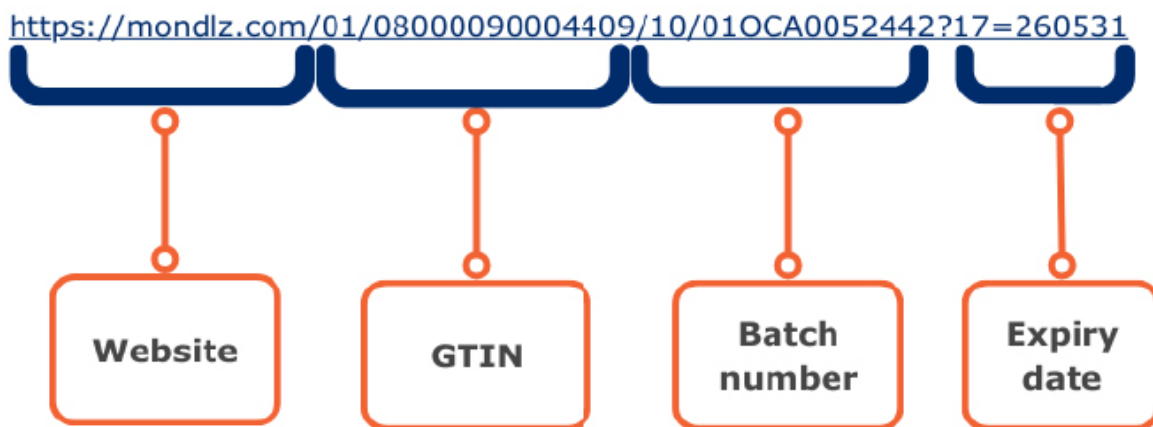 https://mondlz.com/01/08000090004409/10/01OCA0052442?17=260531
Website
GTIN
Batch
number
Expiry
date